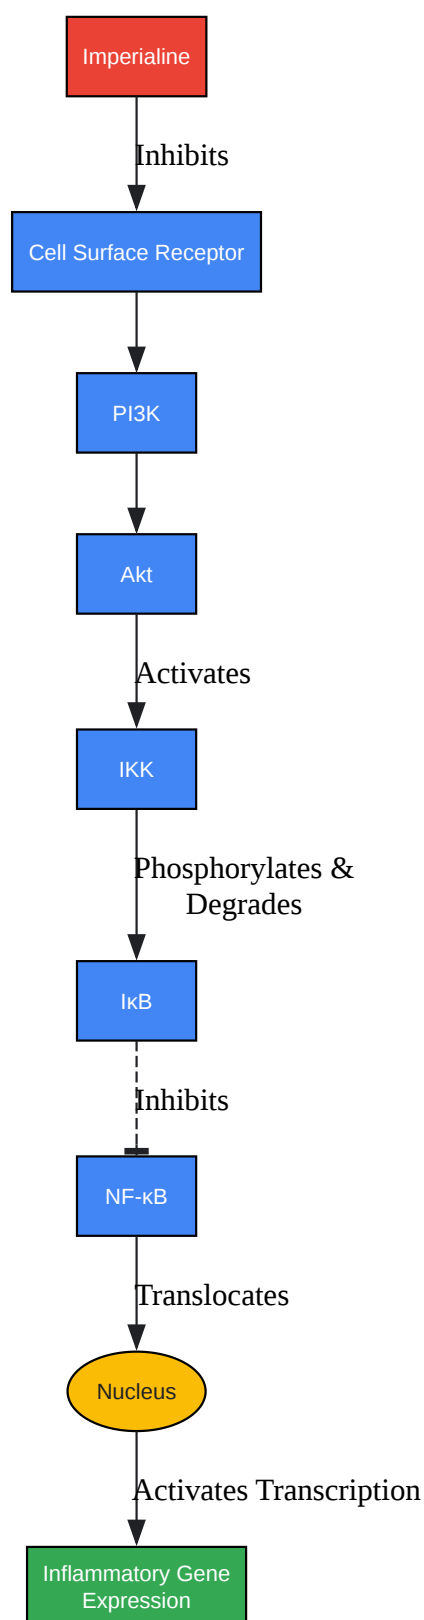 Imperialine
Inhibits
Cell Surface Receptor
PI3K
Akt
Activates
IKK
Phosphorylates &
Degrades
IκB
Inhibits
NF-κB
Translocates
Nucleus
Activates Transcription
Inflammatory Gene
Expression